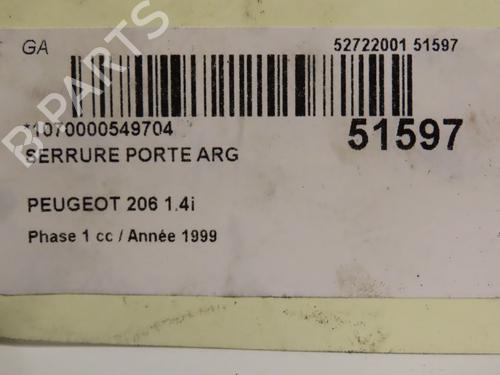 GA
52722001 51597
*1070000549704
51597
SERRURE PORTE ARG
PEUGEOT 206 1.4i
Phase 1 cc / Année 1999
B-PARTS